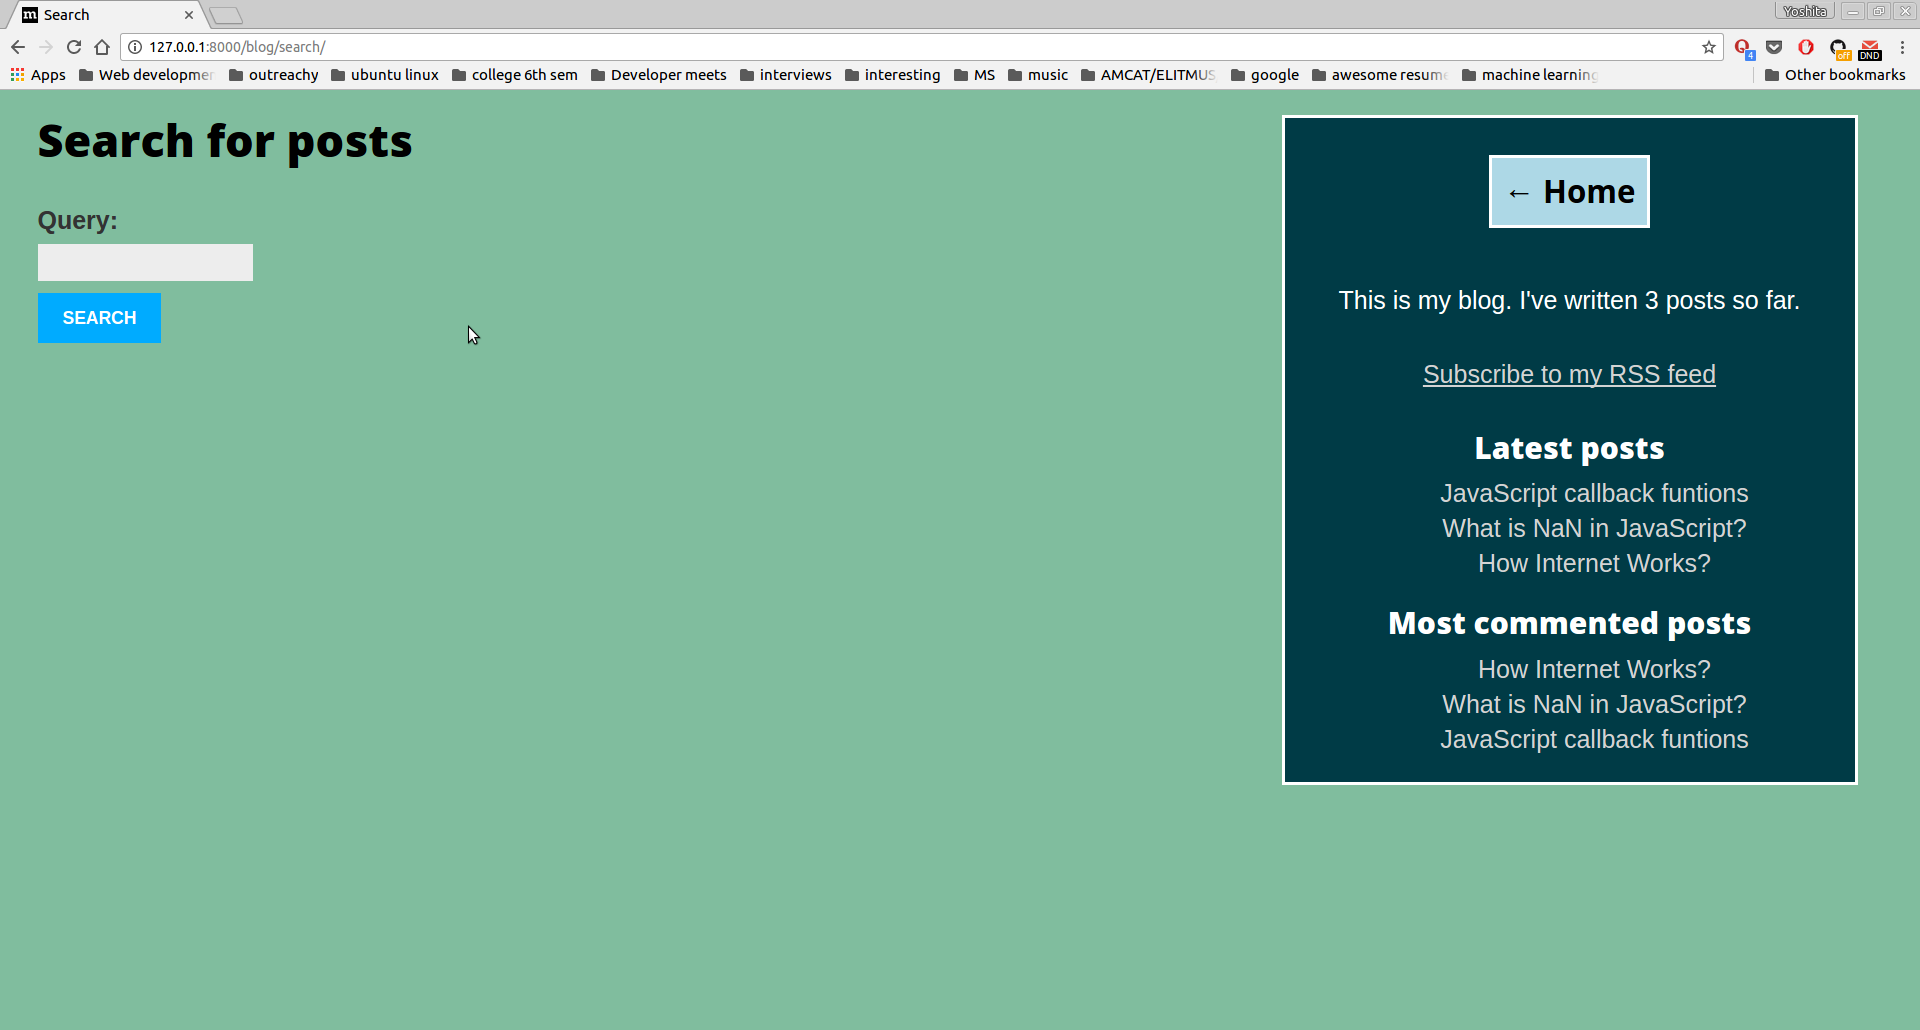 Search
Yoshita
127.0.0.1:8000/blog/search/
4
off
DND
Apps
Web developmer
outreachy
ubuntu linux
college 6th sem
Developer meets
interviews
interesting
MS
music
AMCAT/ELITMUS
google
awesome resume
machine learning
Other bookmarks
Search for posts
Query:
SEARCH
← Home
This is my blog. I've written 3 posts so far.
Subscribe to my RSS feed
Latest posts
JavaScript callback funtions
What is NaN in JavaScript?
How Internet Works?
Most commented posts
How Internet Works?
What is NaN in JavaScript?
JavaScript callback funtions